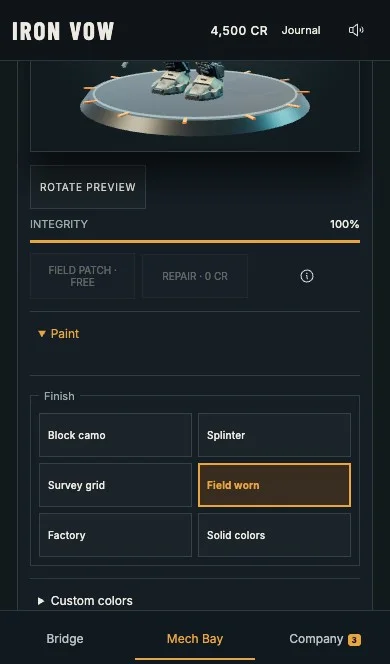 IRON VOW
4,500 CR Journal
ROTATE PREVIEW
INTEGRITY 100%
FIELD PATCH ·
FREE
REPAIR · 0 CR
▼ Paint
Finish
Block camo
Splinter
Survey grid
Field worn
Factory
Solid colors
▶ Custom colors
Bridge
Mech Bay
Company 3